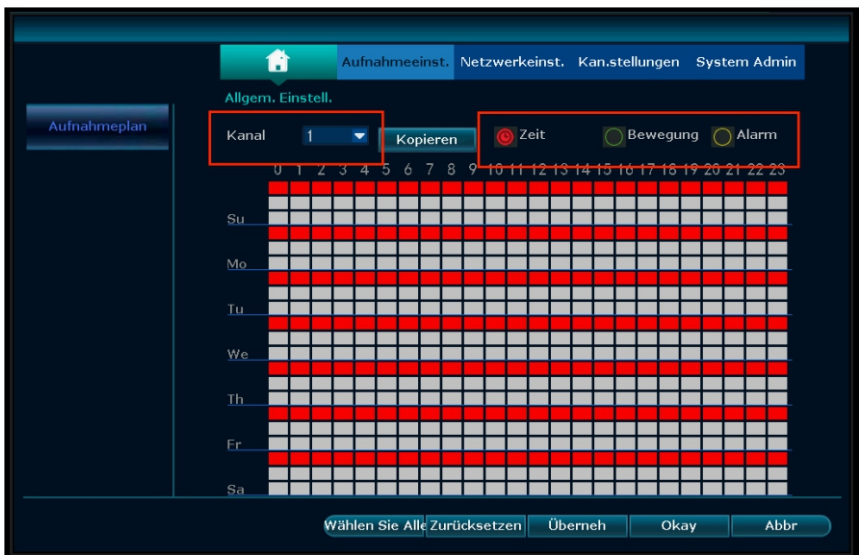 Aufnahmeeinst. Netzwerkeinst. Kan.stellungen System Admin
Allgem. Einstell.
Aufnahmeplan
Kanal 1 Kopieren Zeit Bewegung Alarm
0 1 2 3 4 5 6 7 8 9 10 11 12 13 14 15 16 17 18 19 20 21 22 23
Su
Mo
Tu
We
Th
Fr
Sa
Wählen Sie Alle Zurücksetzen Überneh Okay Abbr